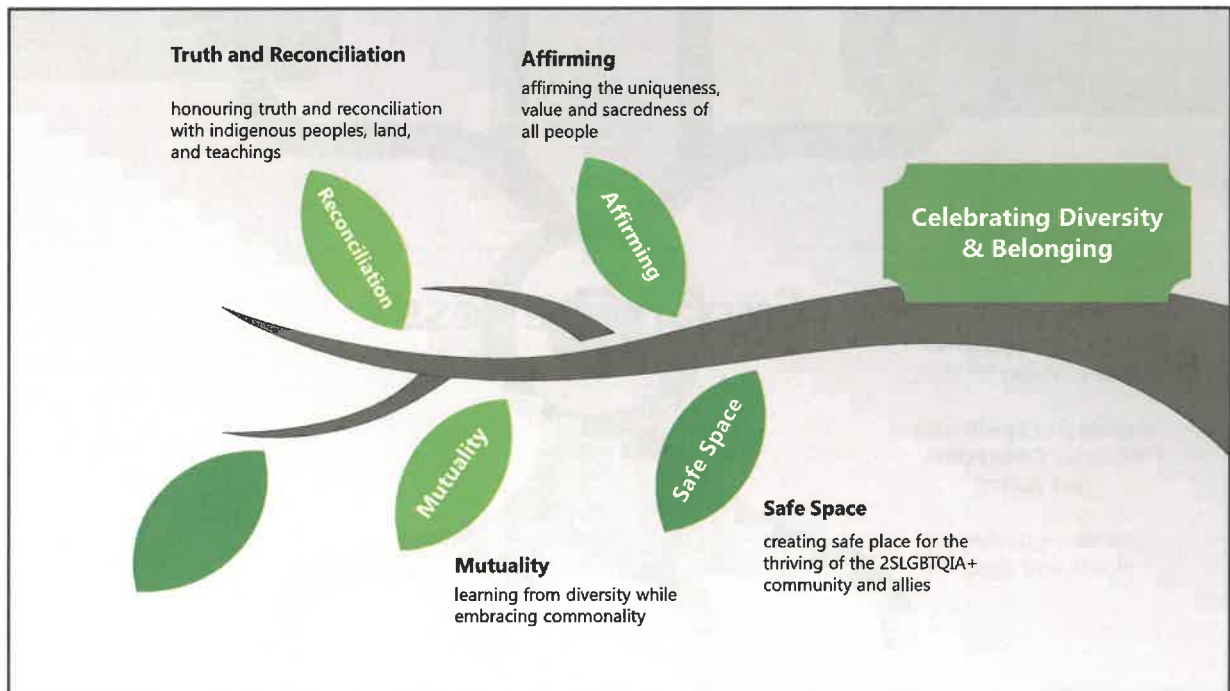 Truth and Reconciliation
honouring truth and reconciliation
with indigenous peoples, land,
and teachings
Affirming
affirming the uniqueness,
value and sacredness of
all people
Reconciliation
Affirming
Celebrating Diversity
& Belonging
Mutuality
Safe Space
Mutuality
learning from diversity while
embracing commonality
Safe Space
creating safe place for the
thriving of the 2SLGBTQIA+
community and allies